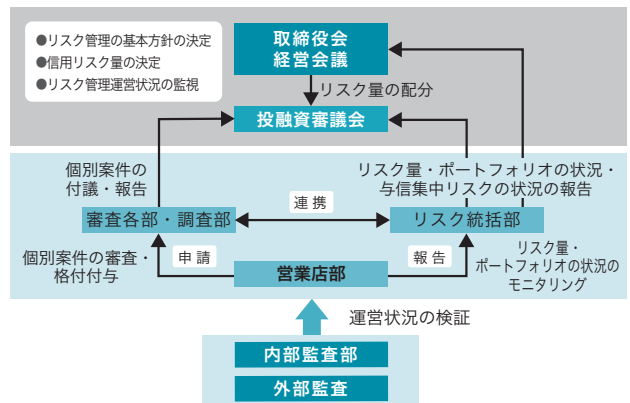 ●リスク管理の基本方針の決定
●信用リスク量の決定
●リスク管理運営状況の監視
取締役会
経営会議
リスク量の配分
投融資審議会
個別案件の
付議・報告
リスク量・ポートフォリオの状況・
与信集中リスクの状況の報告
審査各部・調査部
連携
リスク統括部
個別案件の審査・
格付付与
申請
営業店部
報告
リスク量・
ポートフォリオの状況の
モニタリング
運営状況の検証
内部監査部
外部監査